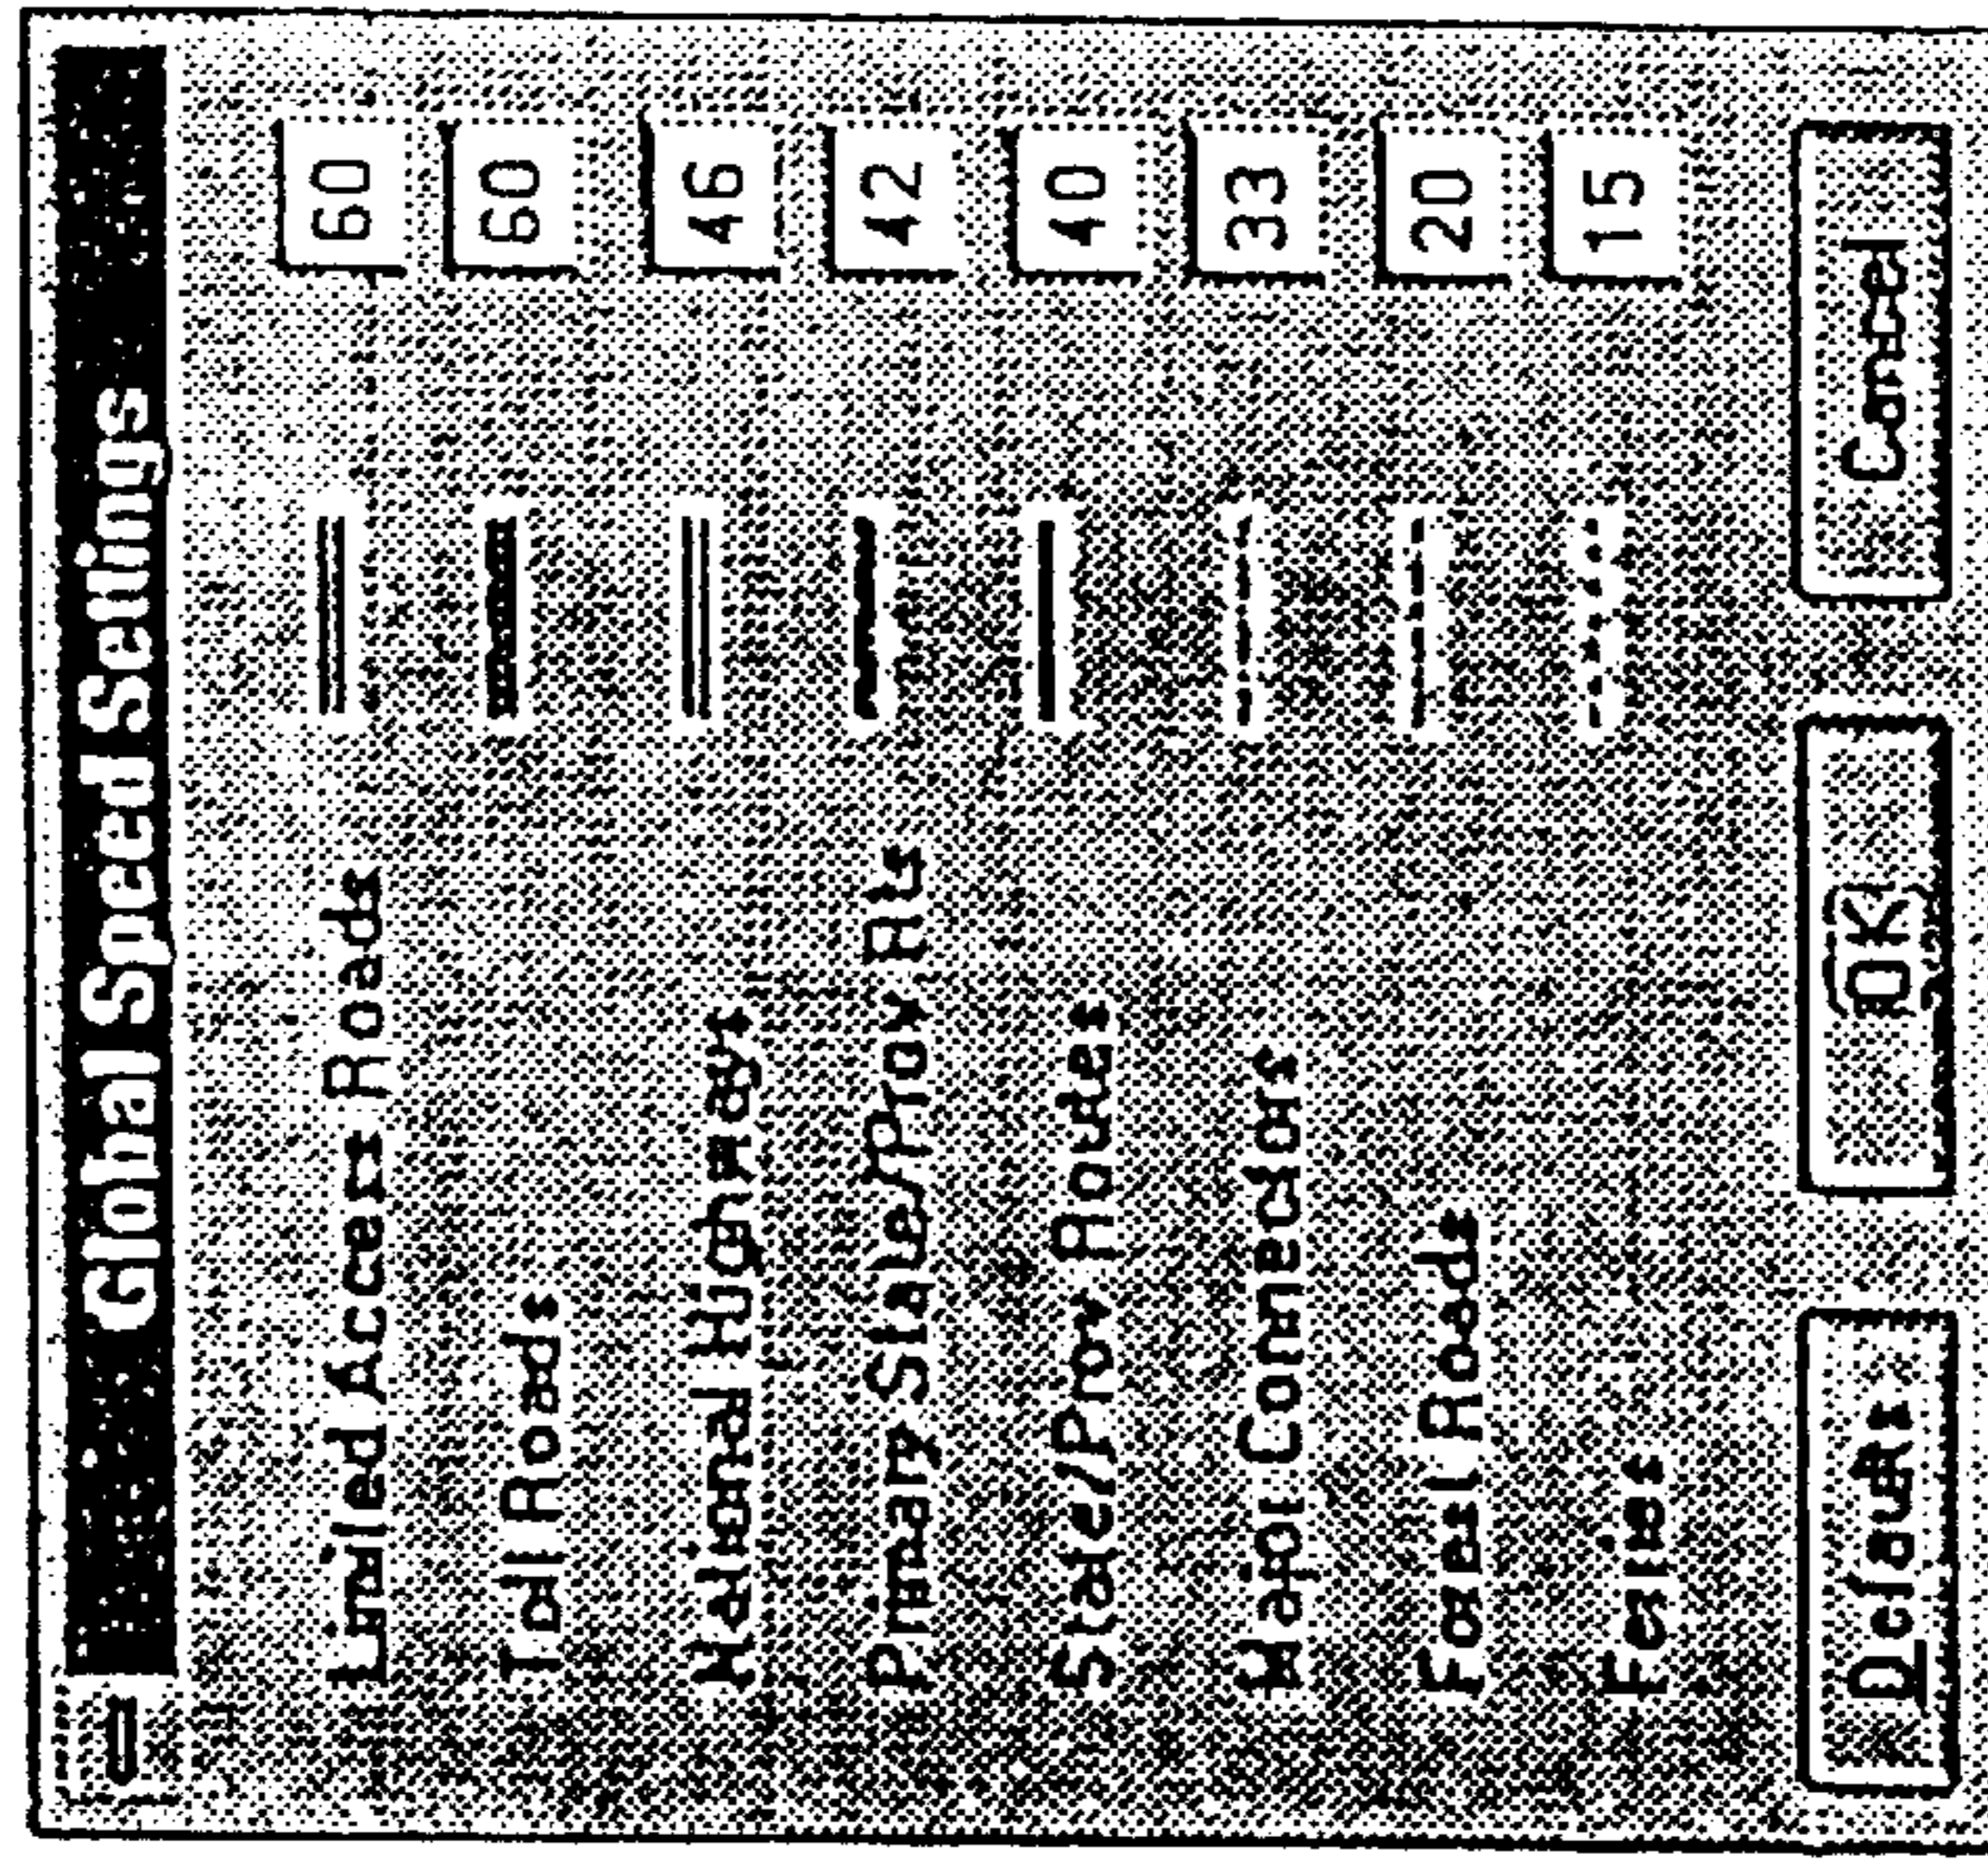 Global Speed Settings
Limited Access Roads 60
Toll Roads 60
National Highways 46
Primary State/Prov Rts 42
State/Prov Routes 40
Major Connectors 33
Forest Roads 20
Ferries 15
Defaults OK Cancel